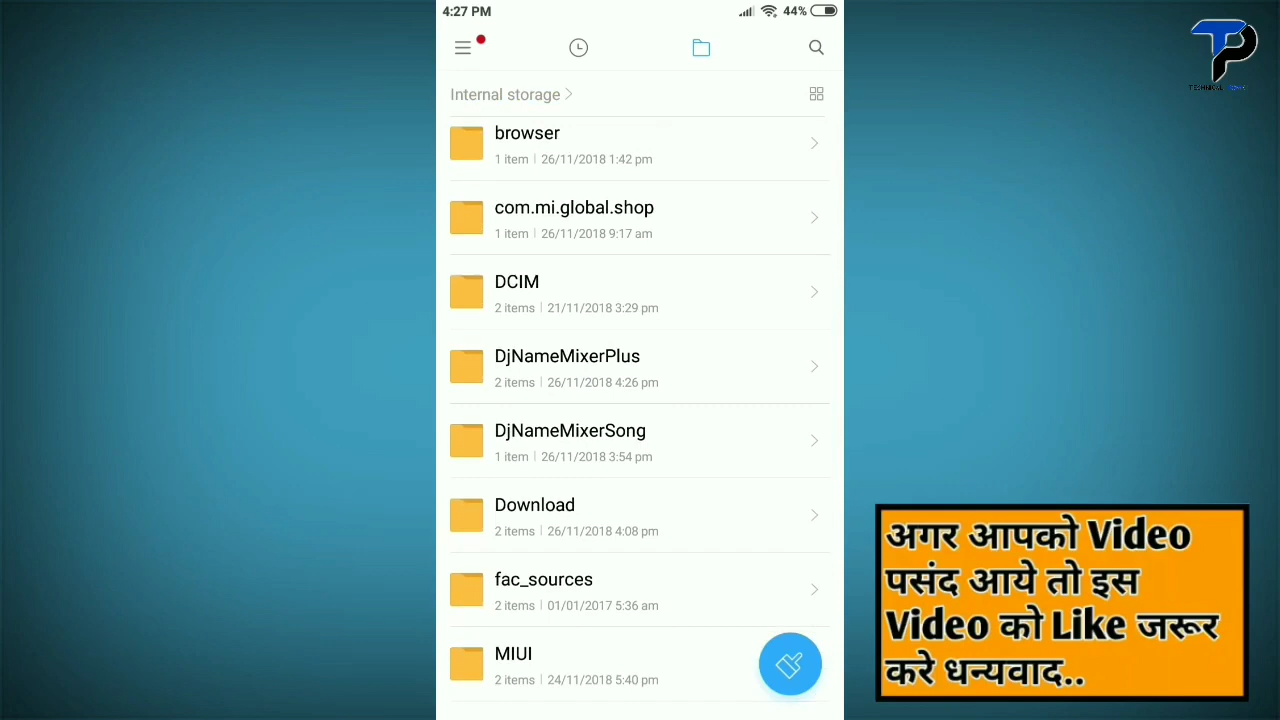 4:27 PM
44%
Internal storage
browser
1 item | 26/11/2018 1:42 pm
com.mi.global.shop
1 item | 26/11/2018 9:17 am
DCIM
2 items | 21/11/2018 3:29 pm
DjNameMixerPlus
2 items | 26/11/2018 4:26 pm
DjNameMixerSong
1 item | 26/11/2018 3:54 pm
Download
2 items | 26/11/2018 4:08 pm
fac_sources
2 items | 01/01/2017 5:36 am
MIUI
2 items | 24/11/2018 5:40 pm
TECHNICAL
अगर आपको Video
पसंद आये तो इस
Video को Like जरूर
करे धन्यवाद..